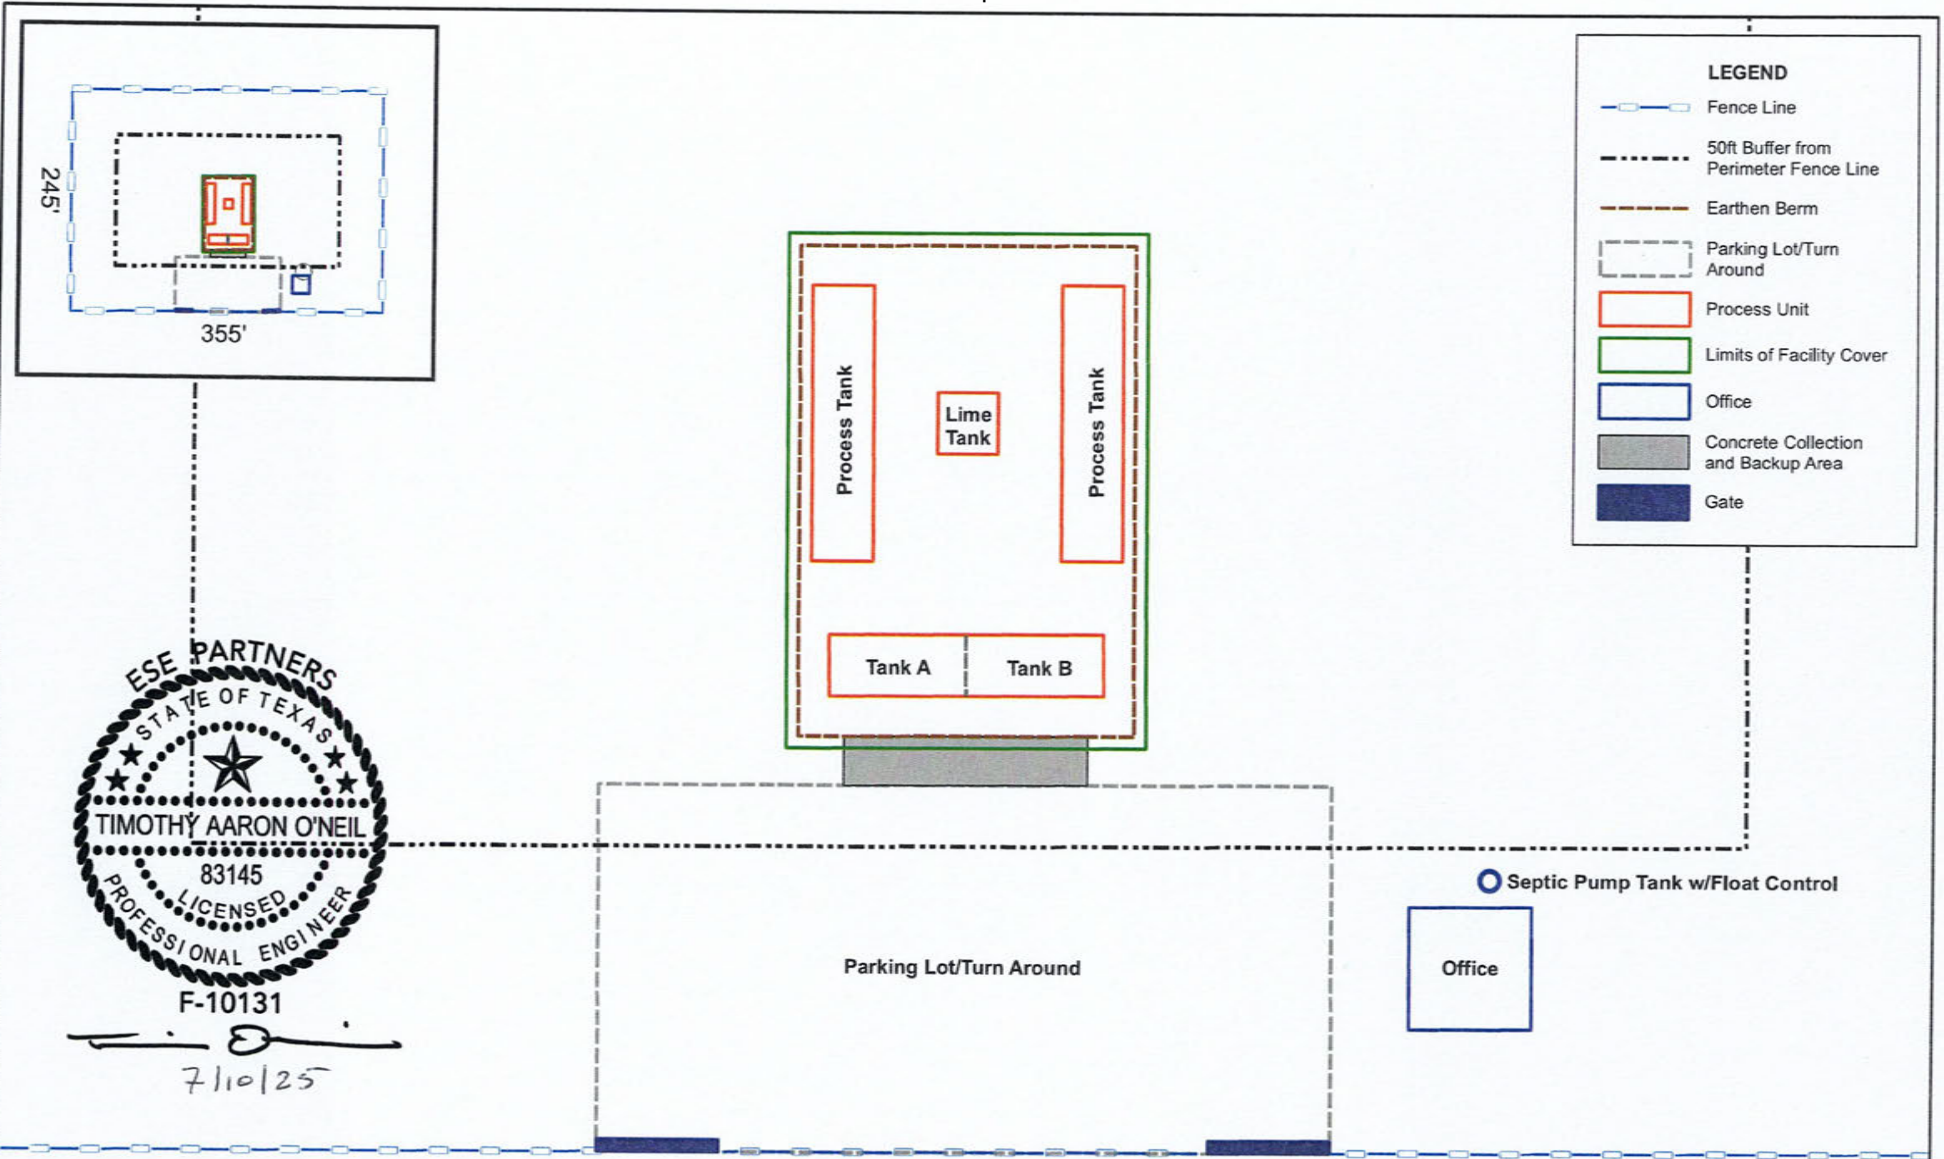 245'
355'
LEGEND
Fence Line
50ft Buffer from
Perimeter Fence Line
Earthen Berm
Parking Lot/Turn
Around
Process Unit
Limits of Facility Cover
Office
Concrete Collection
and Backup Area
Gate
Process Tank
Lime
Tank
Process Tank
Tank A
Tank B
ESE PARTNERS
STATE OF TEXAS
TIMOTHY AARON O'NEIL
83145
LICENSED
PROFESSIONAL ENGINEER
F-10131
7/10/25
Septic Pump Tank w/Float Control
Office
Parking Lot/Turn Around